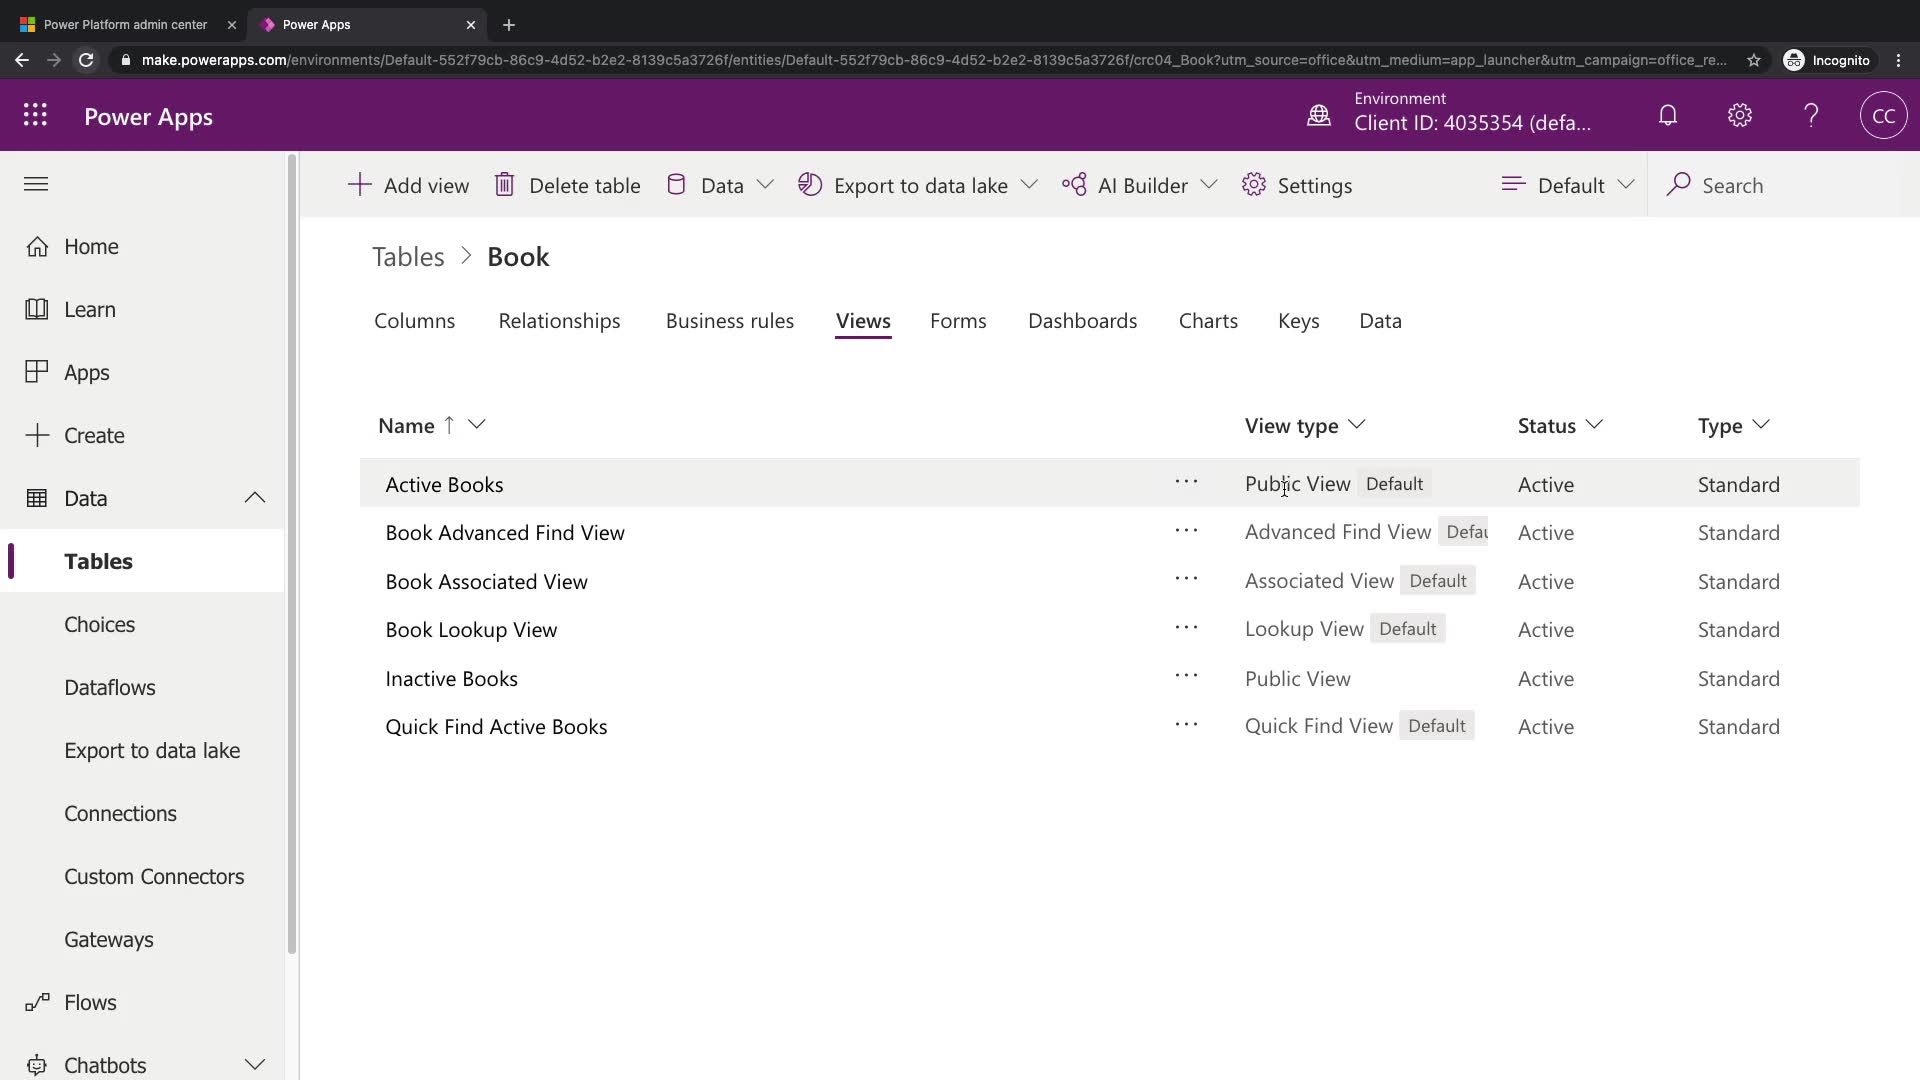 Power Platform admin center
Power Apps
make.powerapps.com/environments/Default-552f79cb-86c9-4d52-b2e2-8139c5a3726f/entities/Default-552f79cb-86c9-4d52-b2e2-8139c5a3726f/crc04_Book?utm_source=office&utm_medium=app_launcher&utm_campaign=office_re...
Incognito
Power Apps
Environment
Client ID: 4035354 (defa...
CC
Add view
Delete table
Data
Export to data lake
AI Builder
Settings
Default
Search
Home
Learn
Apps
Create
Data
Tables
Choices
Dataflows
Export to data lake
Connections
Custom Connectors
Gateways
Flows
Chatbots
Tables > Book
Columns Relationships Business rules Views Forms Dashboards Charts Keys Data
Name View type Status Type
Active Books ... Public View Default Active Standard
Book Advanced Find View ... Advanced Find View Defau Active Standard
Book Associated View ... Associated View Default Active Standard
Book Lookup View ... Lookup View Default Active Standard
Inactive Books ... Public View Active Standard
Quick Find Active Books ... Quick Find View Default Active Standard